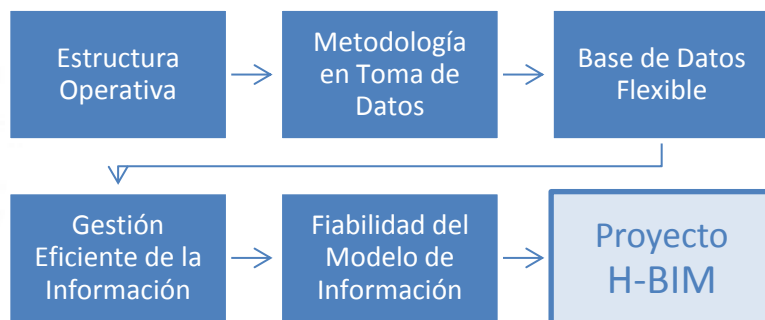 Estructura
Operativa
Metodología
en Toma de
Datos
Base de Datos
Flexible
Gestión
Eficiente de la
Información
Fiabilidad del
Modelo de
Información
Proyecto
H-BIM